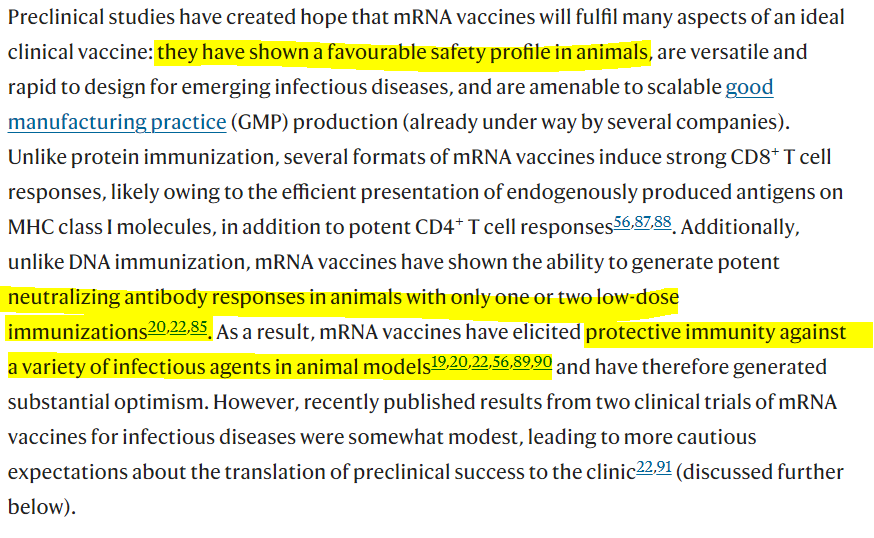 Preclinical studies have created hope that mRNA vaccines will fulfil many aspects of an ideal
clinical vaccine: they have shown a favourable safety profile in animals, are versatile and
rapid to design for emerging infectious diseases, and are amenable to scalable good
manufacturing practice (GMP) production (already under way by several companies).
Unlike protein immunization, several formats of mRNA vaccines induce strong CD8⁺ T cell
responses, likely owing to the efficient presentation of endogenously produced antigens on
MHC class I molecules, in addition to potent CD4⁺ T cell responses56,87,88. Additionally,
unlike DNA immunization, mRNA vaccines have shown the ability to generate potent
neutralizing antibody responses in animals with only one or two low-dose
immunizations20,22,85. As a result, mRNA vaccines have elicited protective immunity against
a variety of infectious agents in animal models19,20,22,56,89,90 and have therefore generated
substantial optimism. However, recently published results from two clinical trials of mRNA
vaccines for infectious diseases were somewhat modest, leading to more cautious
expectations about the translation of preclinical success to the clinic22,91 (discussed further
below).